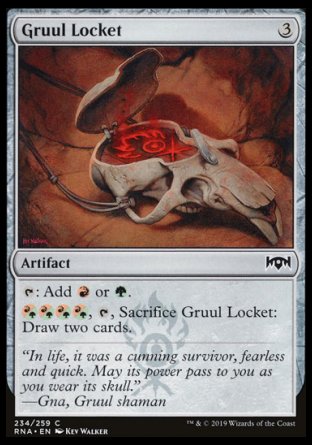 Gruul Locket 3
Artifact
: Add or .
, , Sacrifice Gruul Locket:
Draw two cards.
"In life, it was a cunning survivor, fearless
and quick. May its power pass to you as
you wear its skull."
—Gna, Gruul shaman
234/259 C
RNA • EN Key Walker
™ & © 2019 Wizards of the Coast